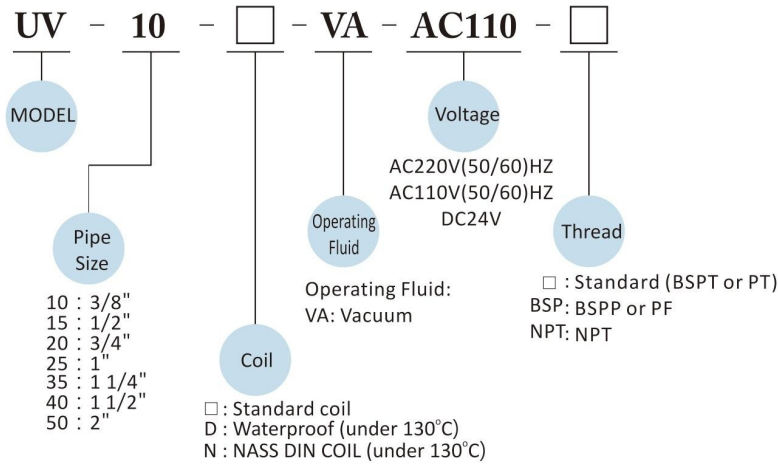 UV - 10 - □ - VA - AC110 - □
MODEL
Pipe
Size
10 : 3/8"
15 : 1/2"
20 : 3/4"
25 : 1"
35 : 1 1/4"
40 : 1 1/2"
50 : 2"
Coil
□ : Standard coil
D : Waterproof (under 130°C)
N : NASS DIN COIL (under 130°C)
Operating
Fluid
Operating Fluid:
VA: Vacuum
Voltage
AC220V(50/60)HZ
AC110V(50/60)HZ
DC24V
Thread
□ : Standard (BSPT or PT)
BSP: BSPP or PF
NPT: NPT